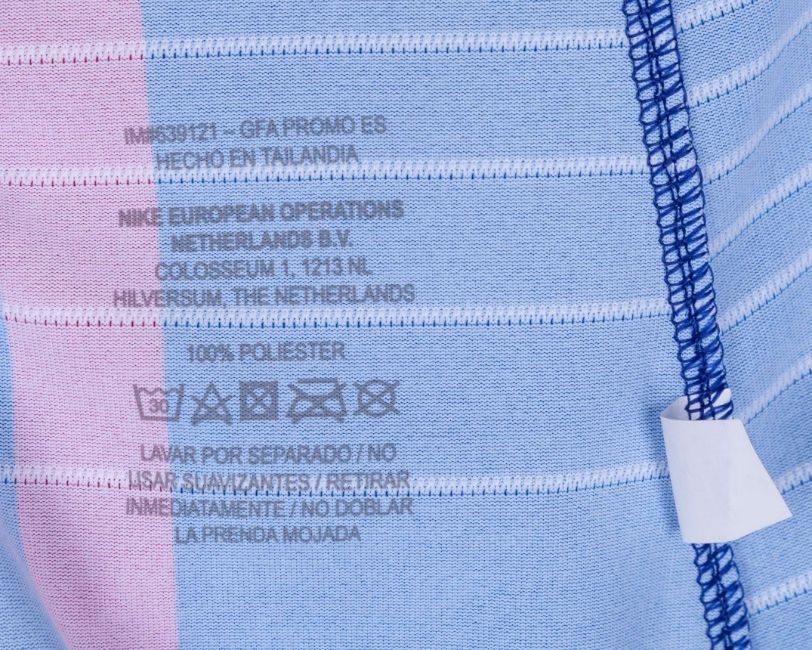 IM#639121 – GFA PROMO ES
HECHO EN TAILANDIA
NIKE EUROPEAN OPERATIONS
NETHERLANDS B.V.
COLOSSEUM 1, 1213 NL
HILVERSUM, THE NETHERLANDS
100% POLIESTER
30
LAVAR POR SEPARADO / NO
USAR SUAVIZANTES / RETIRAR
INMEDIATAMENTE / NO DOBLAR
LA PRENDA MOJADA